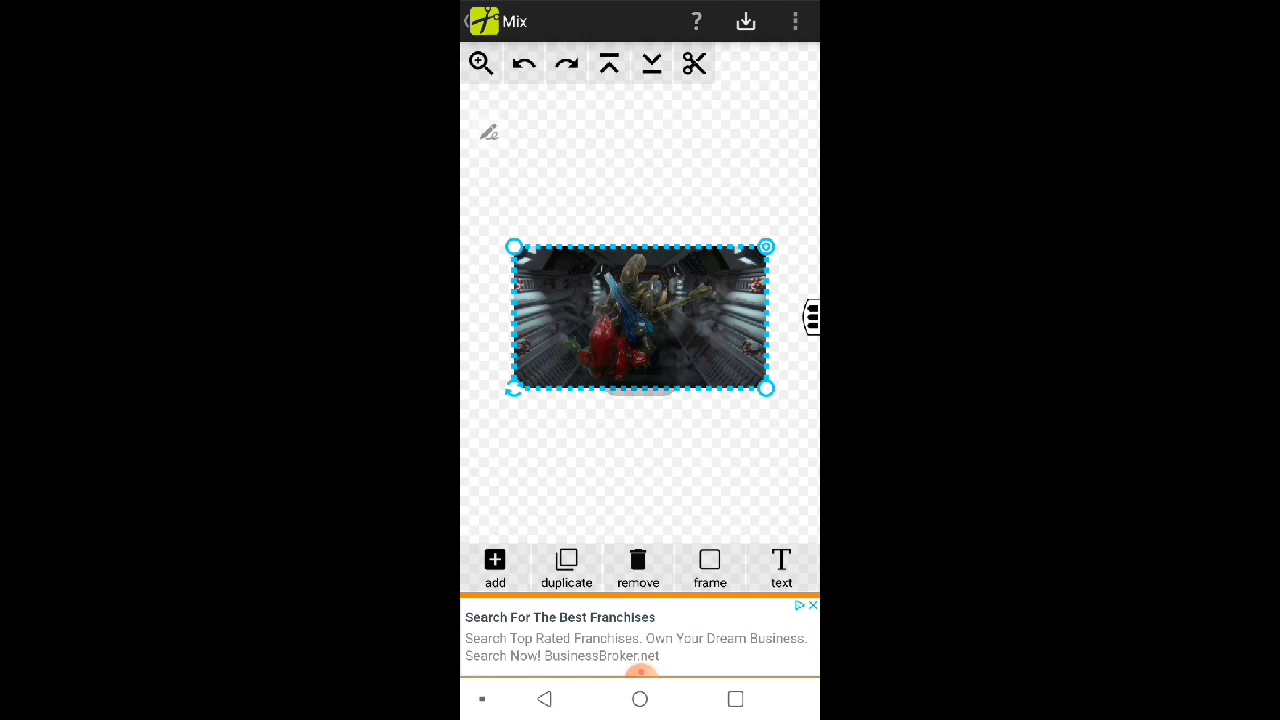 Mix
add
duplicate
remove
frame
text
Search For The Best Franchises
Search Top Rated Franchises. Own Your Dream Business.
Search Now! BusinessBroker.net